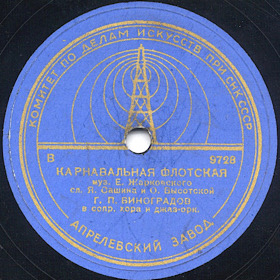 КОМИТЕТ ПО ДЕЛАМ ИСКУССТВ ПРИ СНК СССР
В 9728
КАРНАВАЛЬНАЯ ФЛОТСКАЯ
муз. Е. Жарковского
сл. Я. Сашина и О. Высотской
Г. П. ВИНОГРАДОВ
в сопр. хора и джаз-орк.
АПРЕЛЕВСКИЙ ЗАВОД